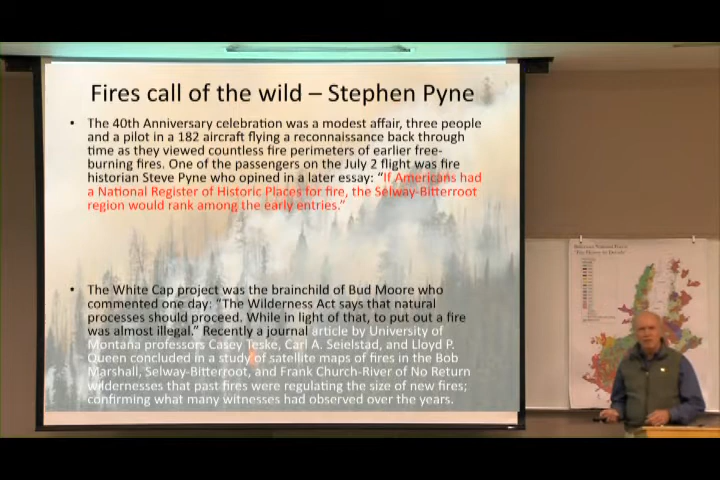 Fires call of the wild – Stephen Pyne
• The 40th Anniversary celebration was a modest affair, three people
and a pilot in a 182 aircraft flying a reconnaissance back through
time as they viewed countless fire perimeters of earlier free-
burning fires. One of the passengers on the July 2 flight was fire
historian Steve Pyne who opined in a later essay: “If Americans had
a National Register of Historic Places for fire, the Selway-Bitterroot
region would rank among the early entries.”
• The White Cap project was the brainchild of Bud Moore who
commented one day: “The Wilderness Act says that natural
processes should proceed. While in light of that, to put out a fire
was almost illegal.” Recently a journal article by University of
Montana professors Casey Teske, Carl A. Seielstad, and Lloyd P.
Queen concluded in a study of satellite maps of fires in the Bob
Marshall, Selway-Bitterroot, and Frank Church-River of No Return
wildernesses that past fires were regulating the size of new fires;
confirming what many witnesses had observed over the years.